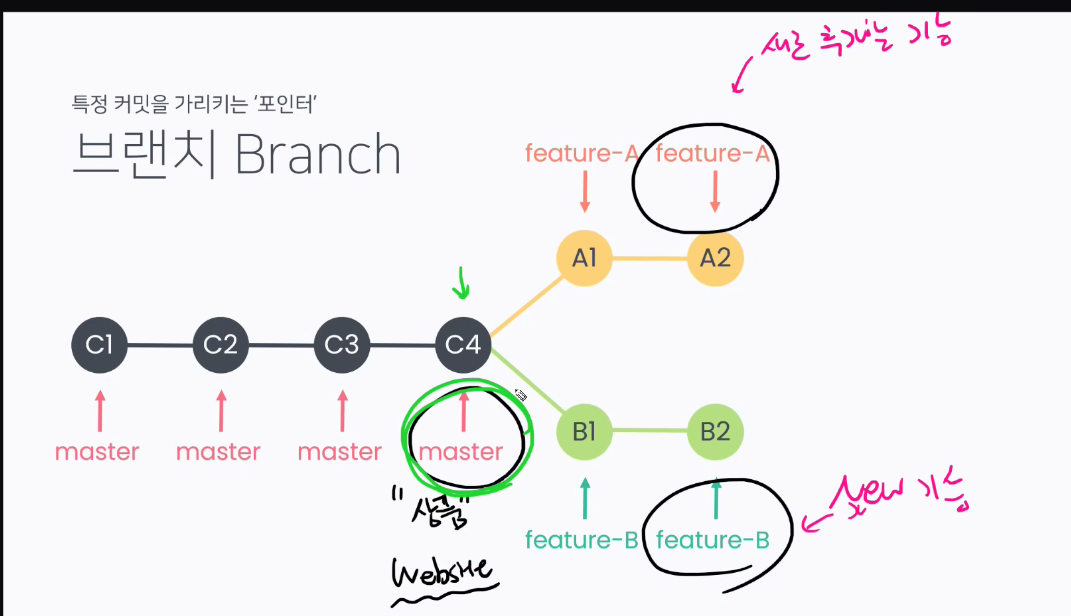 새로 추가될 기능
특정 커밋을 가리키는 ‘포인터’
브랜치 Branch
feature-A feature-A
A1 A2
C1 C2 C3 C4
master master master master
B1 B2
"상품"
New 기능
feature-B feature-B
Website